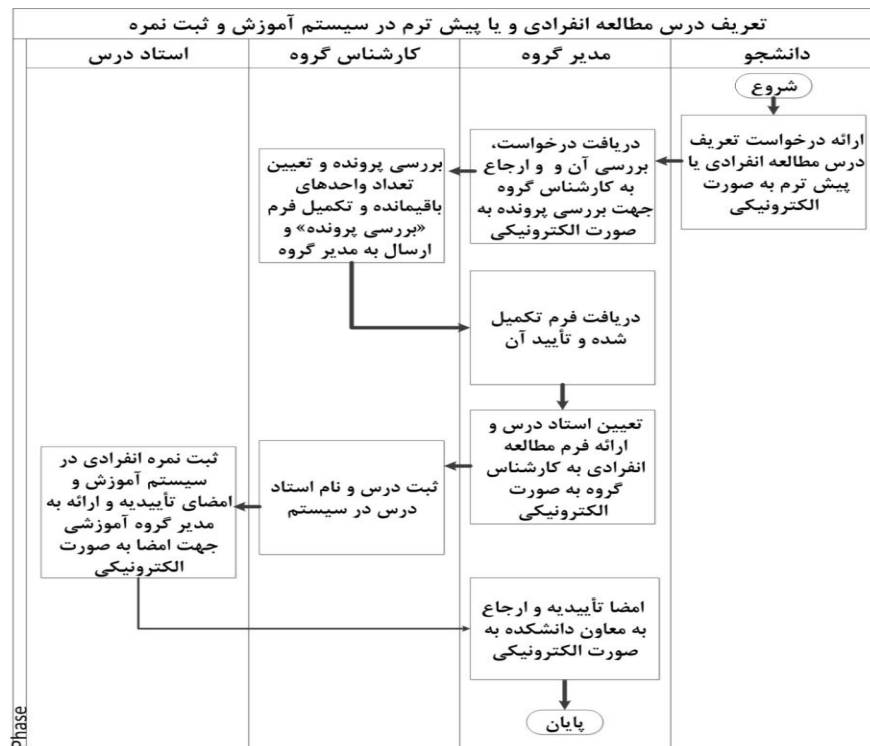 تعریف درس مطالعه انفرادی و یا پیش ترم در سیستم آموزش و ثبت نمره
دانشجو
مدیر گروه
کارشناس گروه
استاد درس
شروع
ارائه درخواست تعریف
درس مطالعه انفرادی یا
پیش ترم به صورت
الکترونیکی
دریافت درخواست،
بررسی آن و و ارجاع
به کارشناس گروه
جهت بررسی پرونده به
صورت الکترونیکی
بررسی پرونده و تعیین
تعداد واحدهای
باقیمانده و تکمیل فرم
«بررسی پرونده» و
ارسال به مدیر گروه
دریافت فرم تکمیل
شده و تأیید آن
تعیین استاد درس و
ارائه فرم مطالعه
انفرادی به کارشناس
گروه به صورت
الکترونیکی
ثبت درس و نام استاد
درس در سیستم
ثبت نمره انفرادی در
سیستم آموزش و
امضای تأییدیه و ارائه به
مدیر گروه آموزشی
جهت امضا به صورت
الکترونیکی
امضا تأییدیه و ارجاع
به معاون دانشکده به
صورت الکترونیکی
پایان
Phase